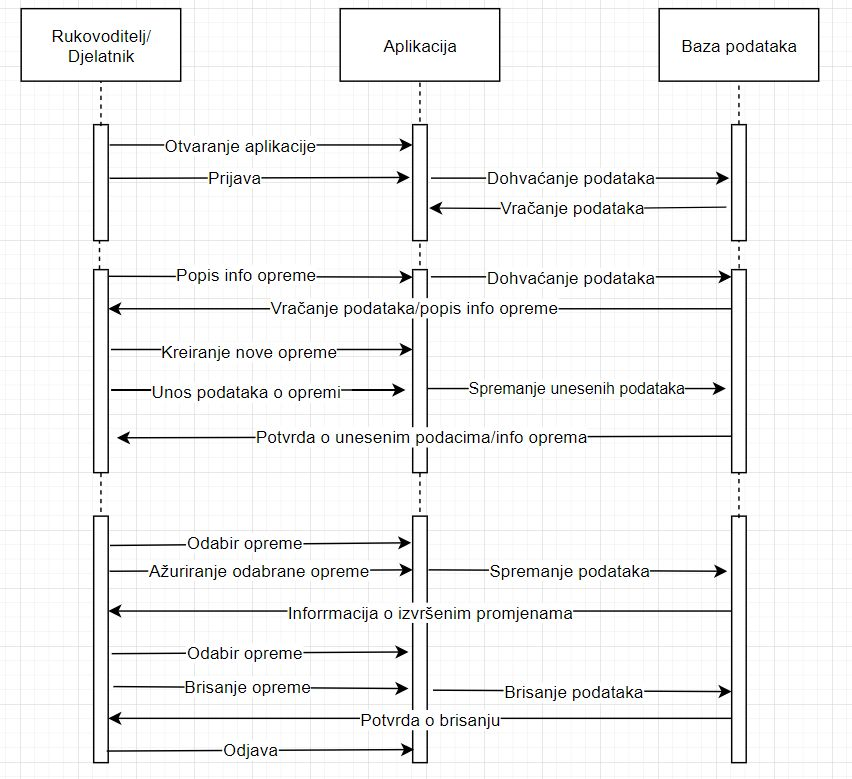 Rukovoditelj/
Djelatnik
Aplikacija
Baza podataka
Otvaranje aplikacije
Prijava
Dohvaćanje podataka
Vračanje podataka
Popis info opreme
Dohvaćanje podataka
Vračanje podataka/popis info opreme
Kreiranje nove opreme
Unos podataka o opremi
Spremanje unesenih podataka
Potvrda o unesenim podacima/info oprema
Odabir opreme
Ažuriranje odabrane opreme
Spremanje podataka
Inforrmacija o izvršenim promjenama
Odabir opreme
Brisanje opreme
Brisanje podataka
Potvrda o brisanju
Odjava